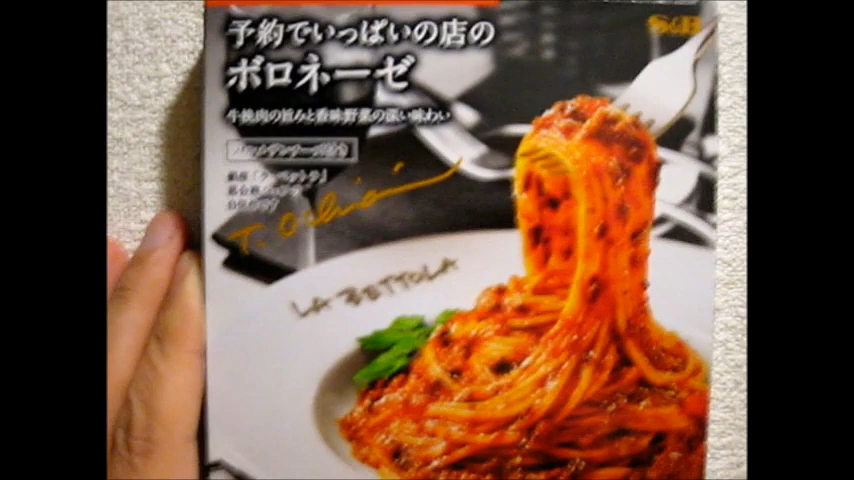 S&B
予約でいっぱいの店の
ボロネーゼ
牛挽肉の旨みと香味野菜の深い味わい
T. Ochiai
LA BETTOLA